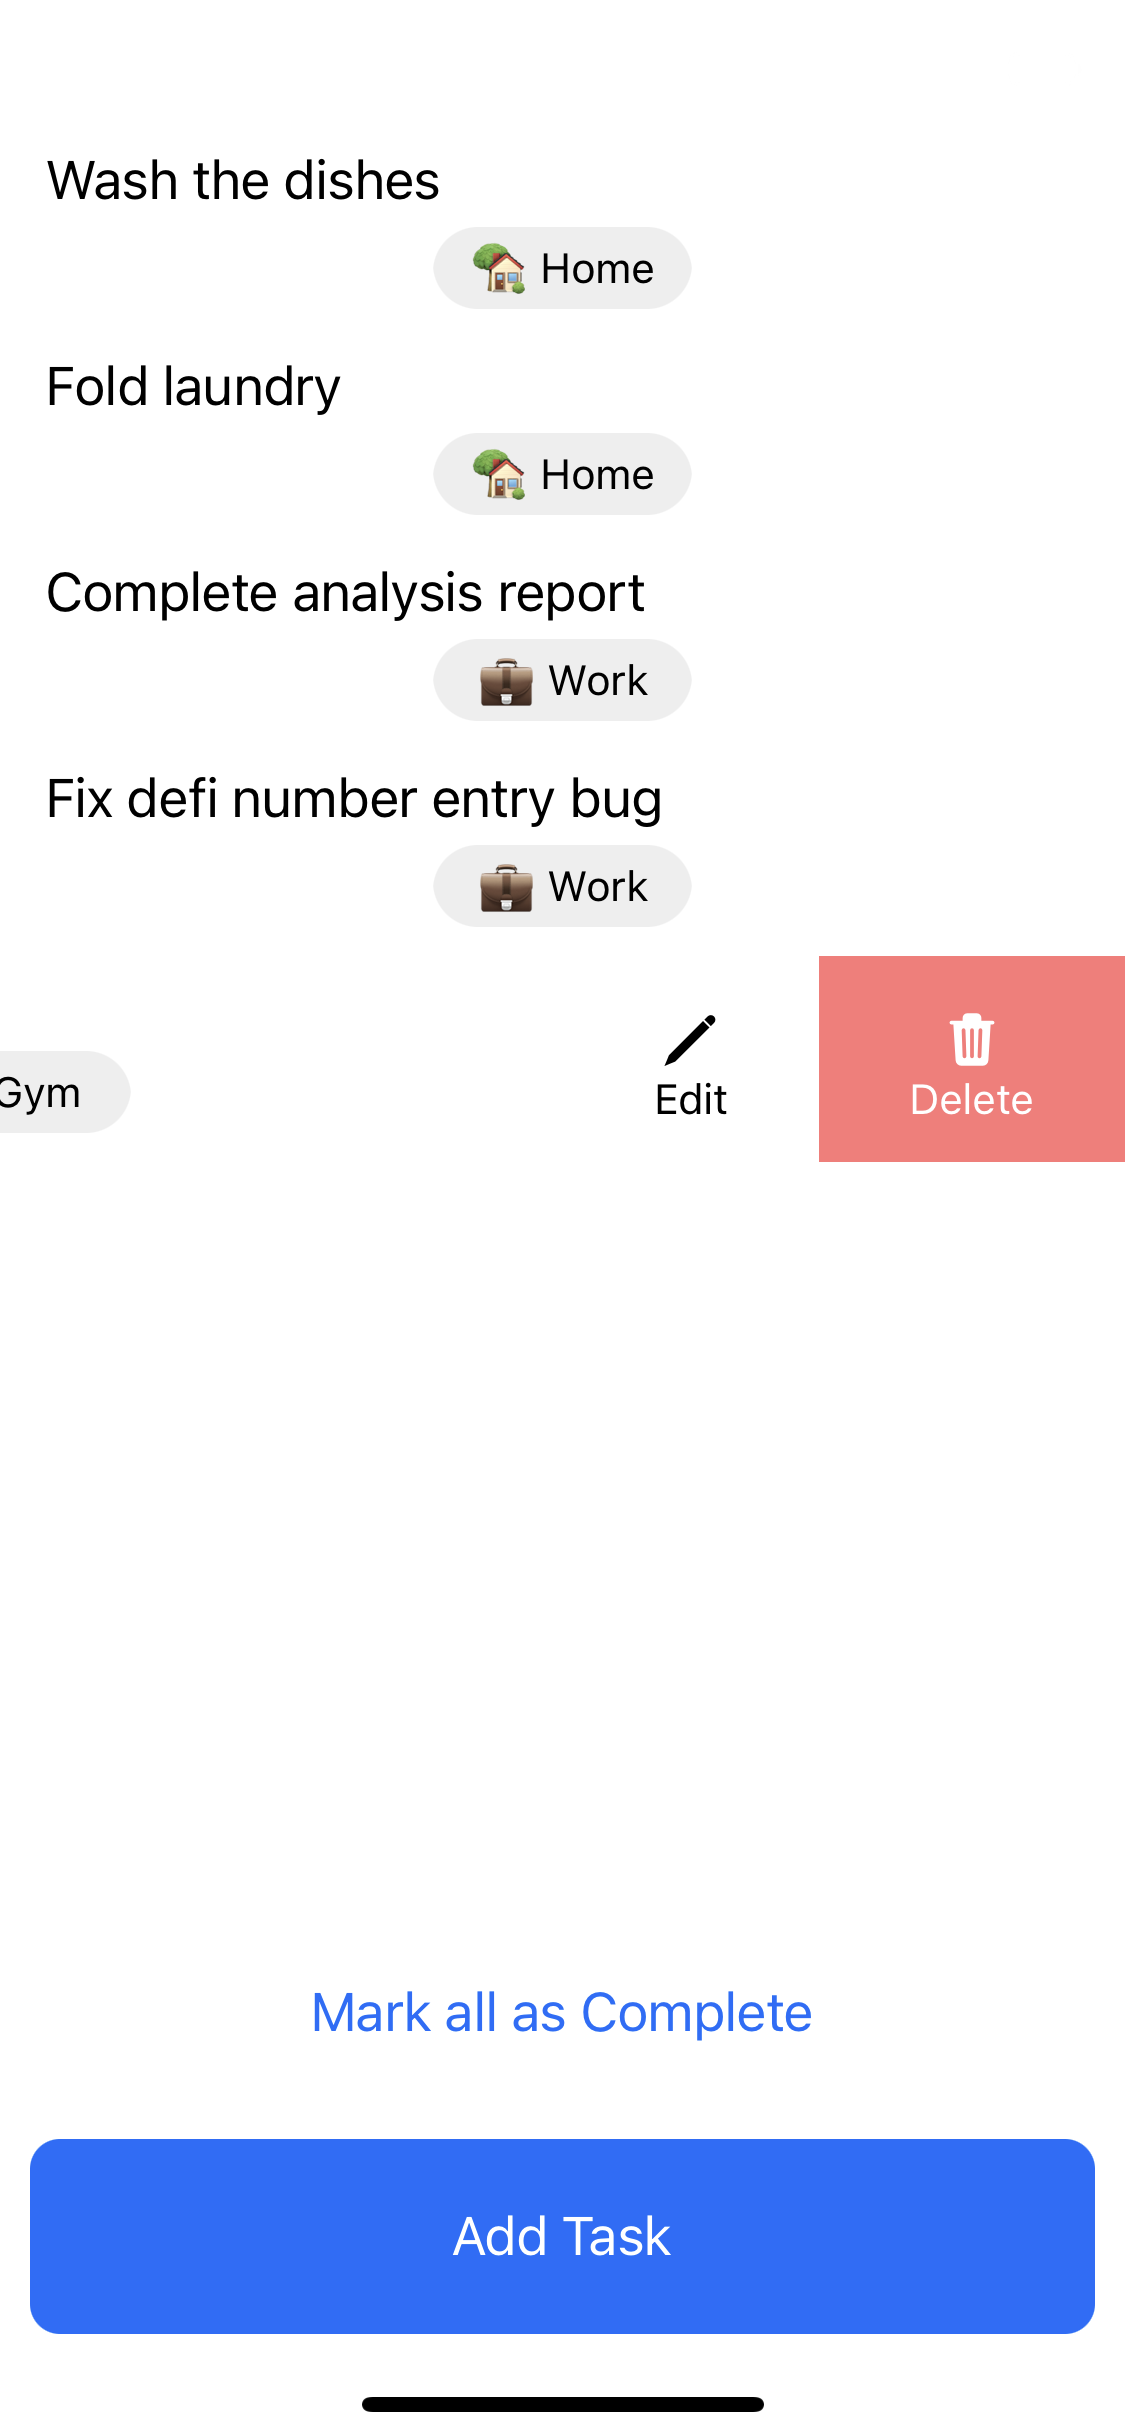 Wash the dishes
Home
Fold laundry
Home
Complete analysis report
Work
Fix defi number entry bug
Work
Gym
Edit
Delete
Mark all as Complete
Add Task